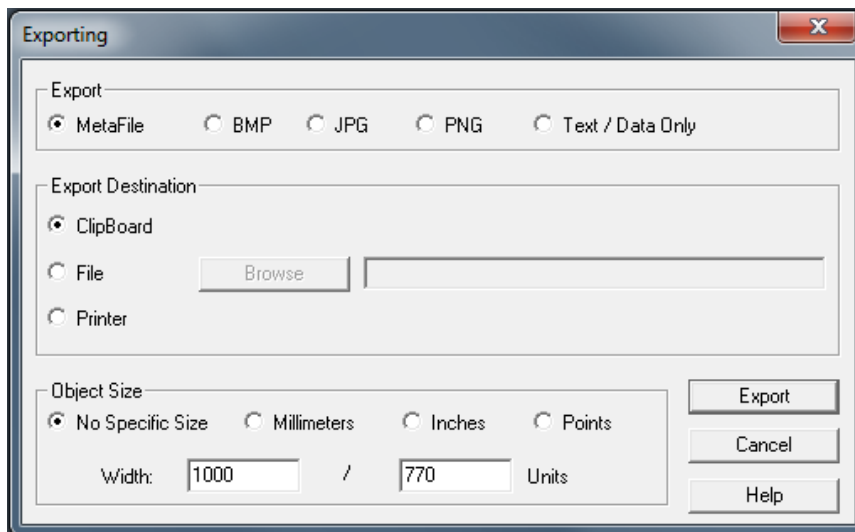 Exporting
Export
MetaFile BMP JPG PNG Text / Data Only
Export Destination
ClipBoard
File Browse
Printer
Object Size
No Specific Size Millimeters Inches Points
Width: 1000 / 770 Units
Export
Cancel
Help